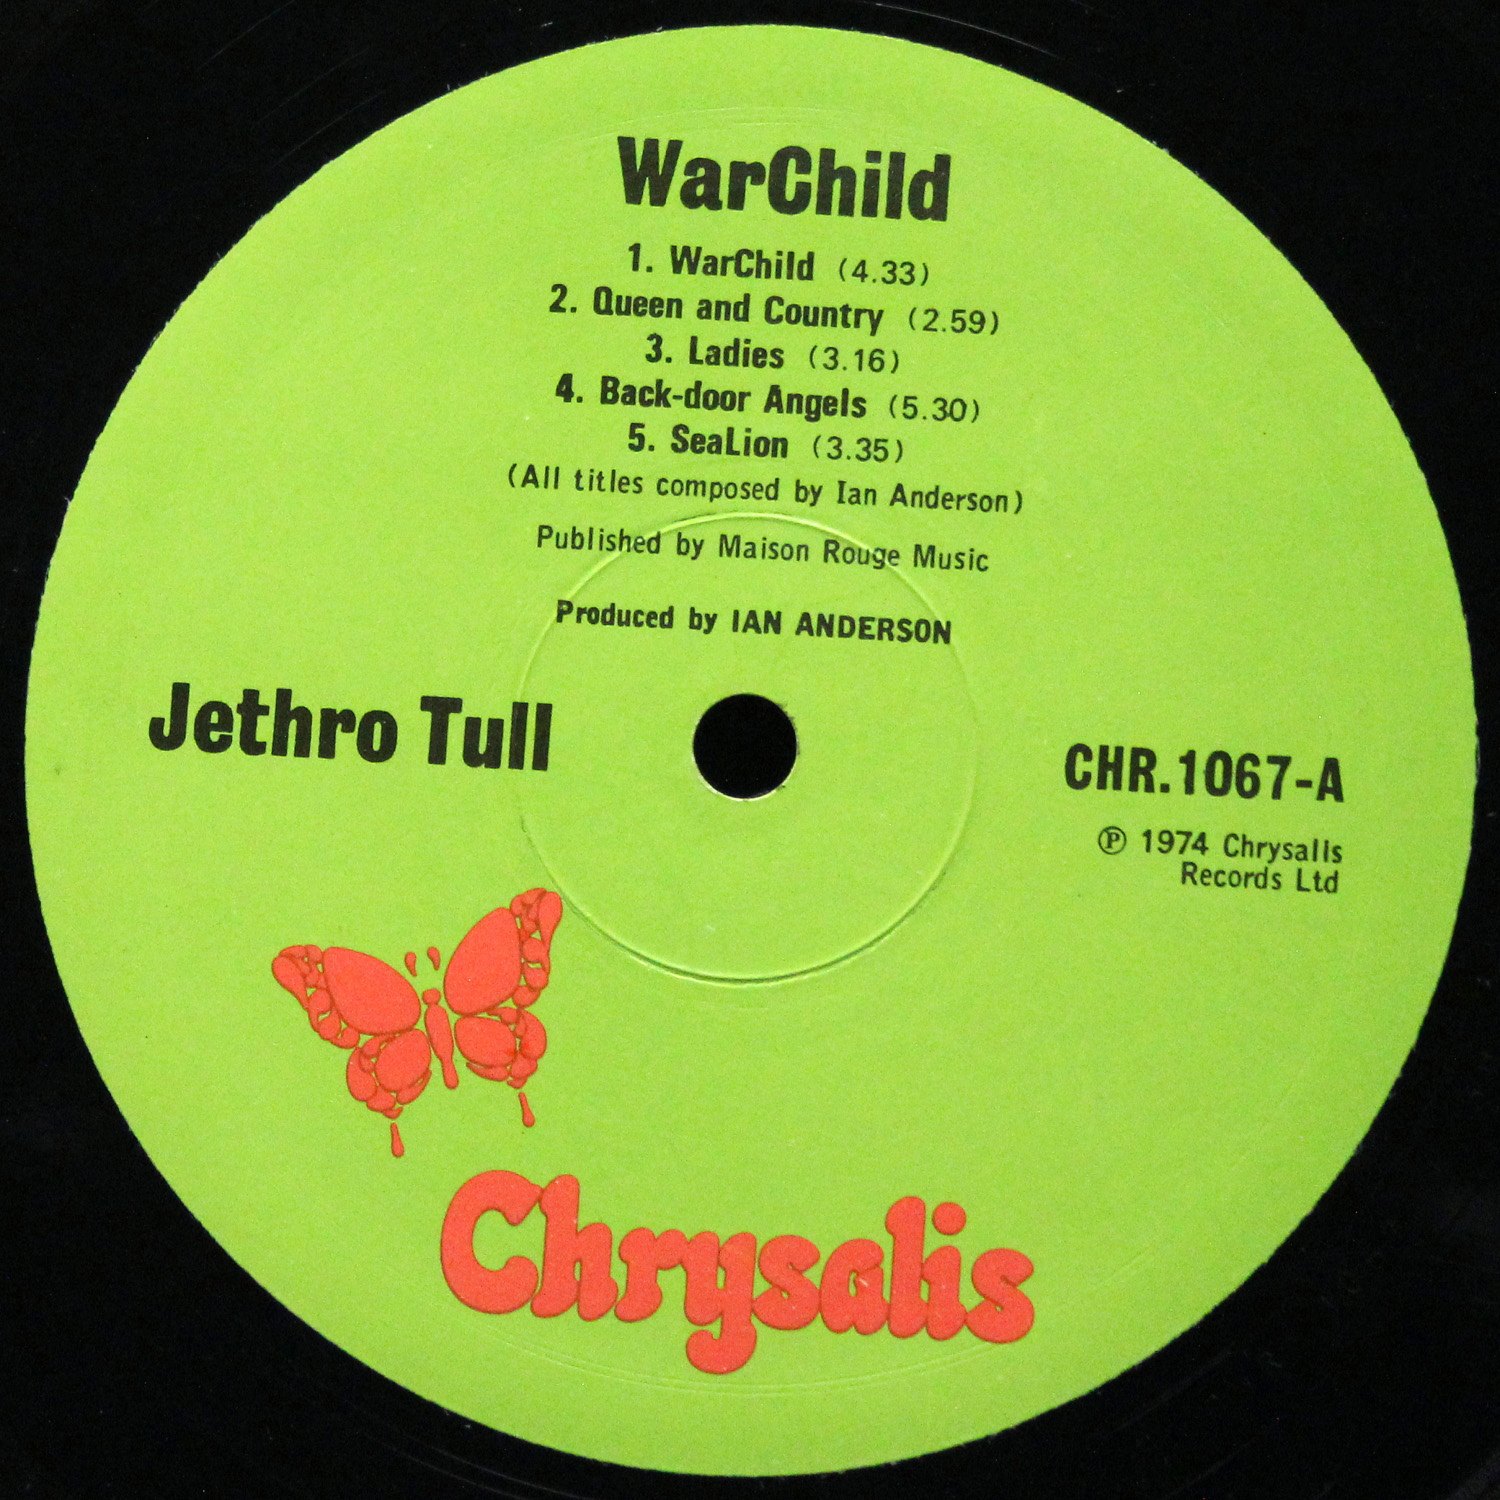 WarChild
1. WarChild (4.33)
2. Queen and Country (2.59)
3. Ladies (3.16)
4. Back-door Angels (5.30)
5. SeaLion (3.35)
(All titles composed by Ian Anderson)
Published by Maison Rouge Music
Produced by IAN ANDERSON
Jethro Tull
CHR.1067-A
Ⓟ 1974 Chrysalis
Records Ltd
Chrysalis